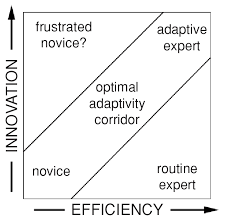 frustrated
novice?
adaptive
expert
optimal
adaptivity
corridor
novice
routine
expert
INNOVATION
EFFICIENCY